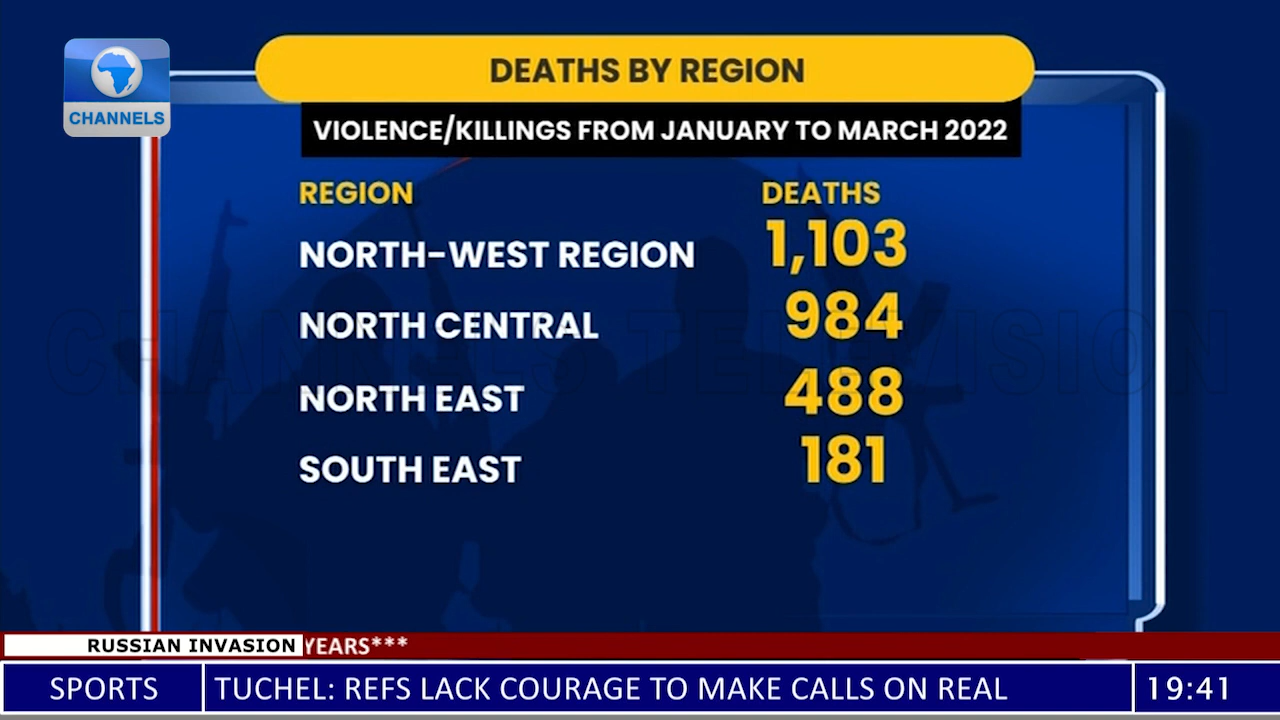 CHANNELS
DEATHS BY REGION
VIOLENCE/KILLINGS FROM JANUARY TO MARCH 2022
REGION DEATHS
NORTH-WEST REGION 1,103
NORTH CENTRAL 984
NORTH EAST 488
SOUTH EAST 181
CHANNELS TELEVISION
RUSSIAN INVASION YEARS***
SPORTS TUCHEL: REFS LACK COURAGE TO MAKE CALLS ON REAL 19:41